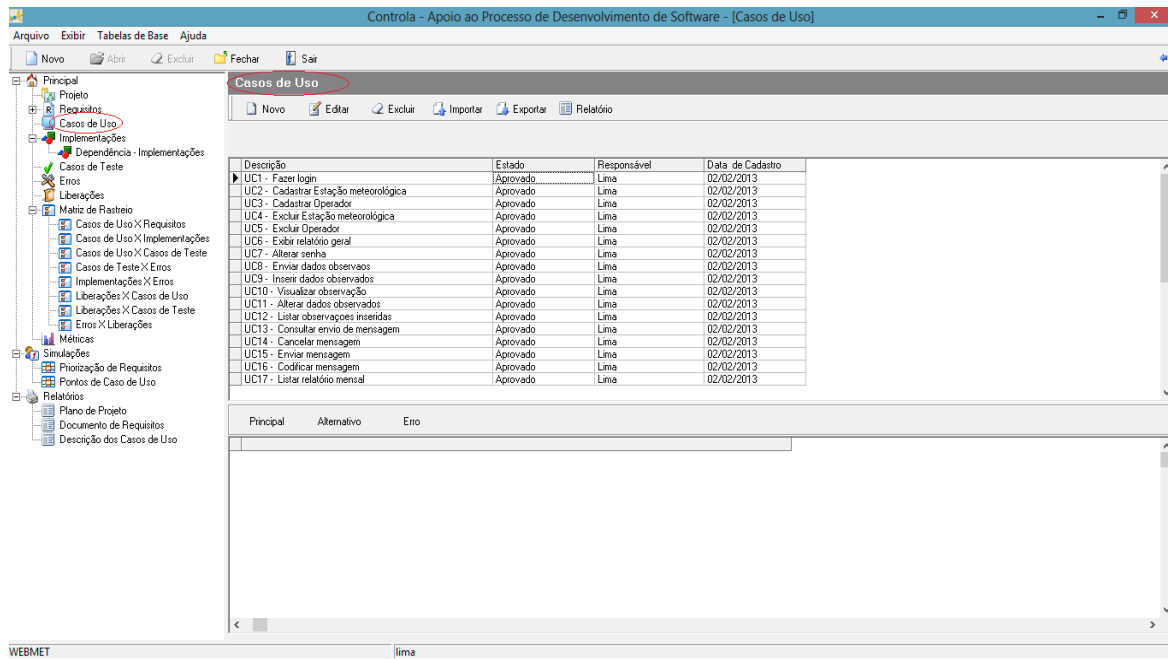 Controla - Apoio ao Processo de Desenvolvimento de Software - [Casos de Uso]
Arquivo Exibir Tabelas de Base Ajuda
Novo Abrir Excluir Fechar Sair
Principal
Projeto
Requisitos
Casos de Uso
Implementações
Dependência - Implementações
Casos de Teste
Erros
Liberações
Matriz de Rastreio
Casos de Uso X Requisitos
Casos de Uso X Implementações
Casos de Uso X Casos de Teste
Casos de Teste X Erros
Implementações X Erros
Liberações X Casos de Uso
Liberações X Casos de Teste
Erros X Liberações
Métricas
Simulações
Priorização de Requisitos
Pontos de Caso de Uso
Relatórios
Plano de Projeto
Documento de Requisitos
Descrição dos Casos de Uso
Casos de Uso
Novo Editar Excluir Importar Exportar Relatório
Descrição Estado Responsável Data de Cadastro
UC1 - Fazer login Aprovado Lima 02/02/2013
UC2 - Cadastrar Estação meteorológica Aprovado Lima 02/02/2013
UC3 - Cadastrar Operador Aprovado Lima 02/02/2013
UC4 - Excluir Estação meteorológica Aprovado Lima 02/02/2013
UC5 - Excluir Operador Aprovado Lima 02/02/2013
UC6 - Exibir relatório geral Aprovado Lima 02/02/2013
UC7 - Alterar senha Aprovado Lima 02/02/2013
UC8 - Enviar dados observaos Aprovado Lima 02/02/2013
UC9 - Inserir dados observados Aprovado Lima 02/02/2013
UC10 - Visualizar observação Aprovado Lima 02/02/2013
UC11 - Alterar dados observados Aprovado Lima 02/02/2013
UC12 - Listar observaçoes inseridas Aprovado Lima 02/02/2013
UC13 - Consultar envio de mensagem Aprovado Lima 02/02/2013
UC14 - Cancelar mensagem Aprovado Lima 02/02/2013
UC15 - Enviar mensagem Aprovado Lima 02/02/2013
UC16 - Codificar mensagem Aprovado Lima 02/02/2013
UC17 - Listar relatório mensal Aprovado Lima 02/02/2013
Principal Alternativo Erro
WEBMET lima